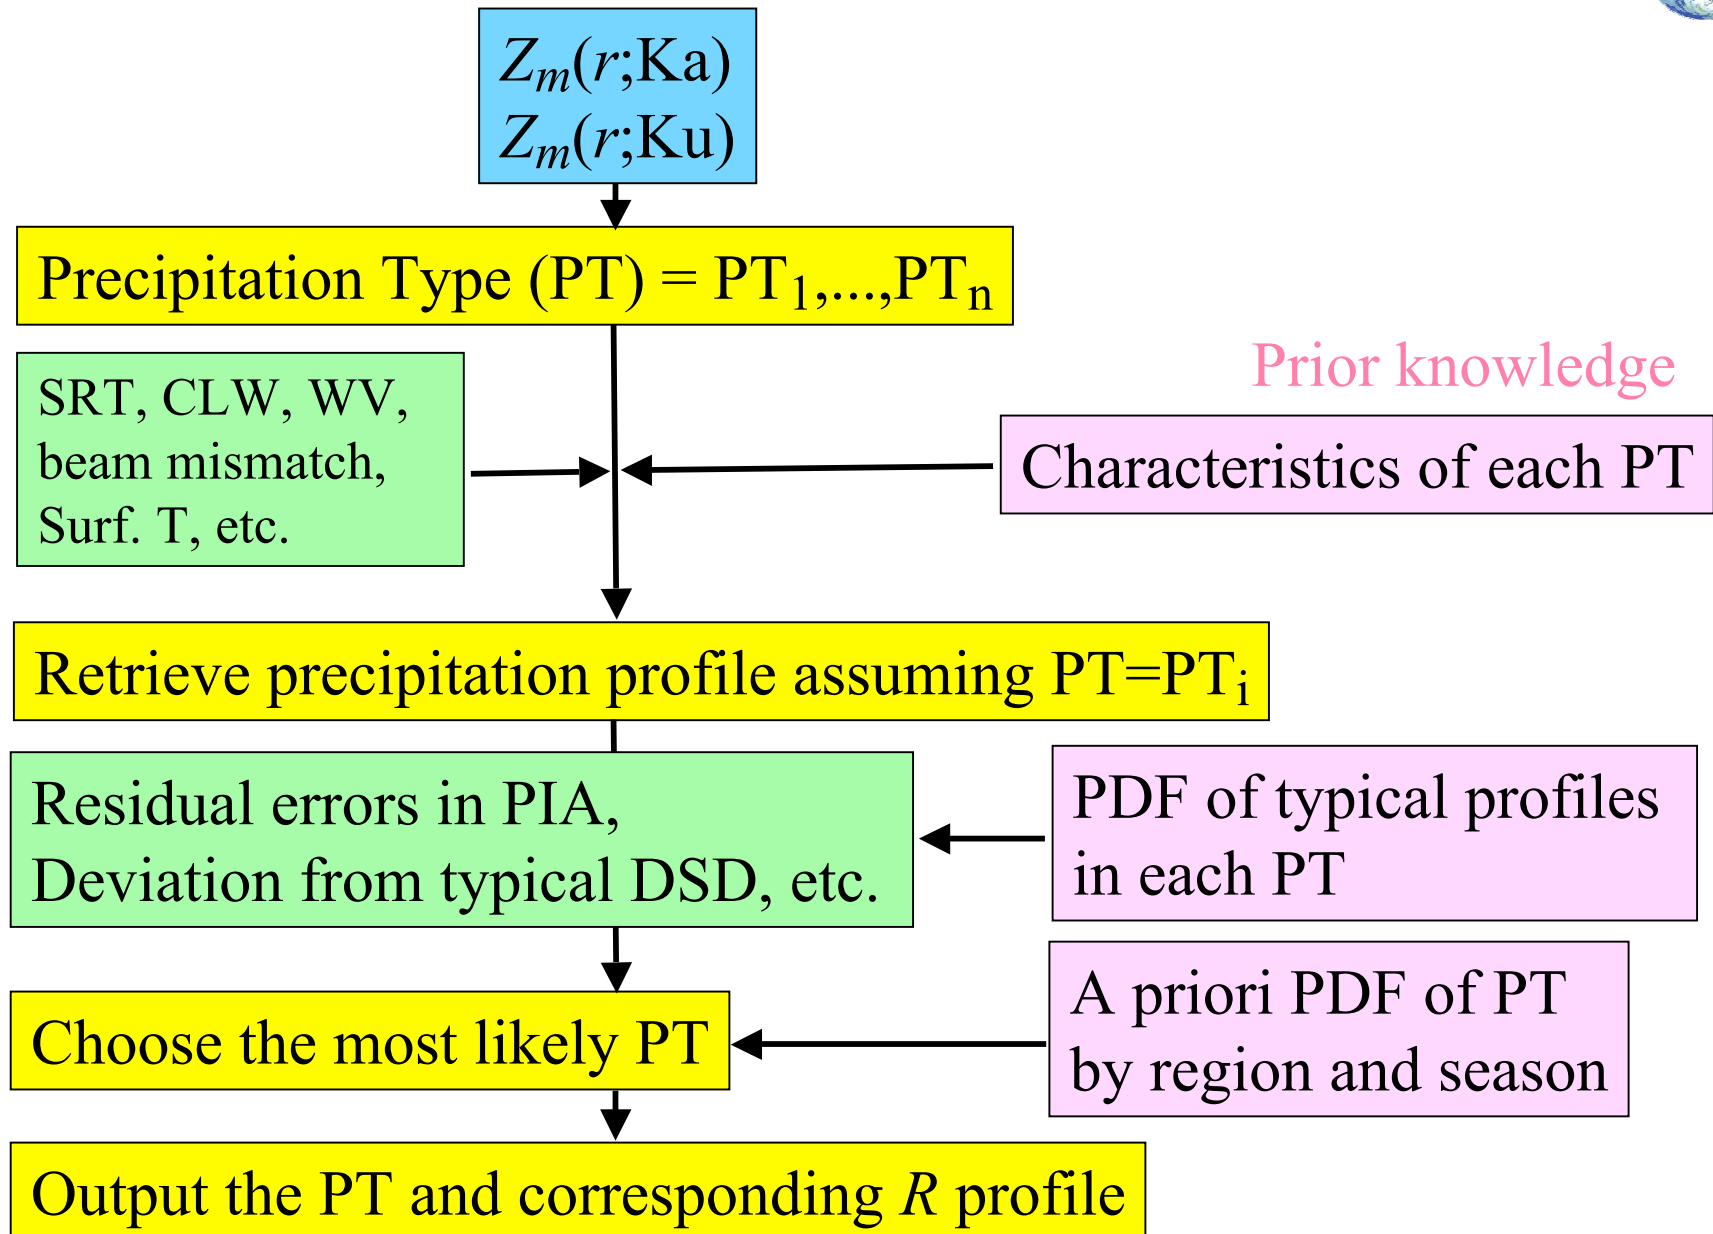 Zm(r;Ka)
Zm(r;Ku)
Precipitation Type (PT) = PT1,...,PTn
SRT, CLW, WV,
beam mismatch,
Surf. T, etc.
Prior knowledge
Characteristics of each PT
Retrieve precipitation profile assuming PT=PTi
Residual errors in PIA,
Deviation from typical DSD, etc.
PDF of typical profiles
in each PT
Choose the most likely PT
A priori PDF of PT
by region and season
Output the PT and corresponding R profile